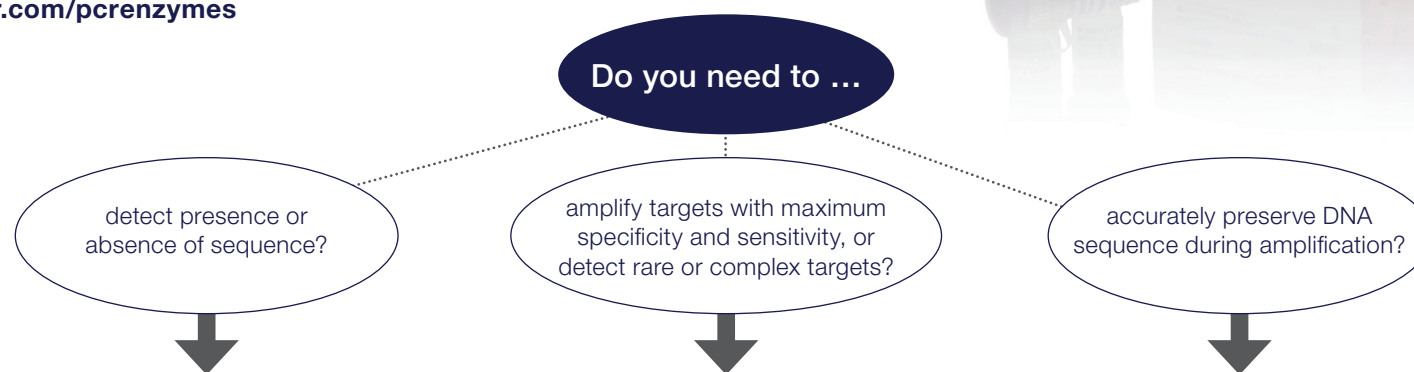 r.com/pcrenzymes
Do you need to ...
detect presence or
absence of sequence?
amplify targets with maximum
specificity and sensitivity, or
detect rare or complex targets?
accurately preserve DNA
sequence during amplification?